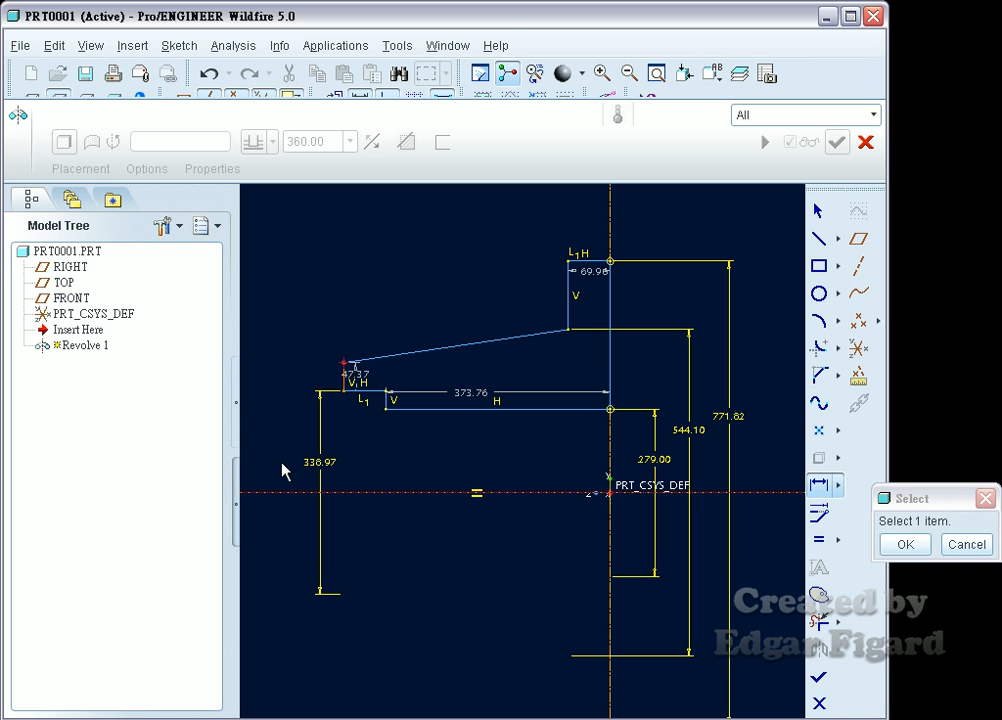 PRT0001 (Active) - Pro/ENGINEER Wildfire 5.0
File Edit View Insert Sketch Analysis Info Applications Tools Window Help
All
360.00
Placement Options Properties
Model Tree
PRT0001.PRT
RIGHT
TOP
FRONT
PRT_CSYS_DEF
Insert Here
Revolve 1
L1 H
69.98
V
47.37
V1 H
L1
V
373.76
H
771.82
544.10
338.97
279.00
Y
PRT_CSYS_DEF
Z
X
=
Select
Select 1 item.
OK Cancel
Created by
Edgar Figard